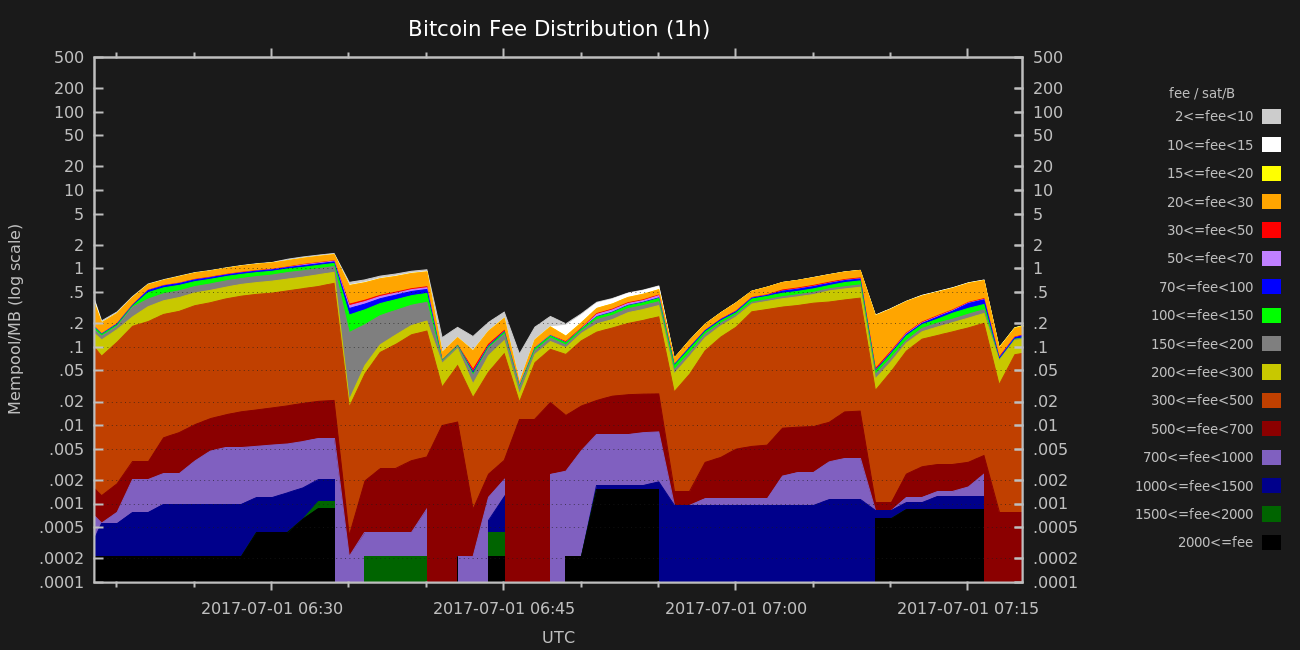 Bitcoin Fee Distribution (1h)
Mempool/MB (log scale)
500
200
100
50
20
10
5
2
1
.5
.2
.1
.05
.02
.01
.005
.002
.001
.0005
.0002
.0001
500
200
100
50
20
10
5
2
1
.5
.2
.1
.05
.02
.01
.005
.002
.001
.0005
.0002
.0001
2017-07-01 06:30
2017-07-01 06:45
2017-07-01 07:00
2017-07-01 07:15
UTC
fee / sat/B
2<=fee<10
10<=fee<15
15<=fee<20
20<=fee<30
30<=fee<50
50<=fee<70
70<=fee<100
100<=fee<150
150<=fee<200
200<=fee<300
300<=fee<500
500<=fee<700
700<=fee<1000
1000<=fee<1500
1500<=fee<2000
2000<=fee